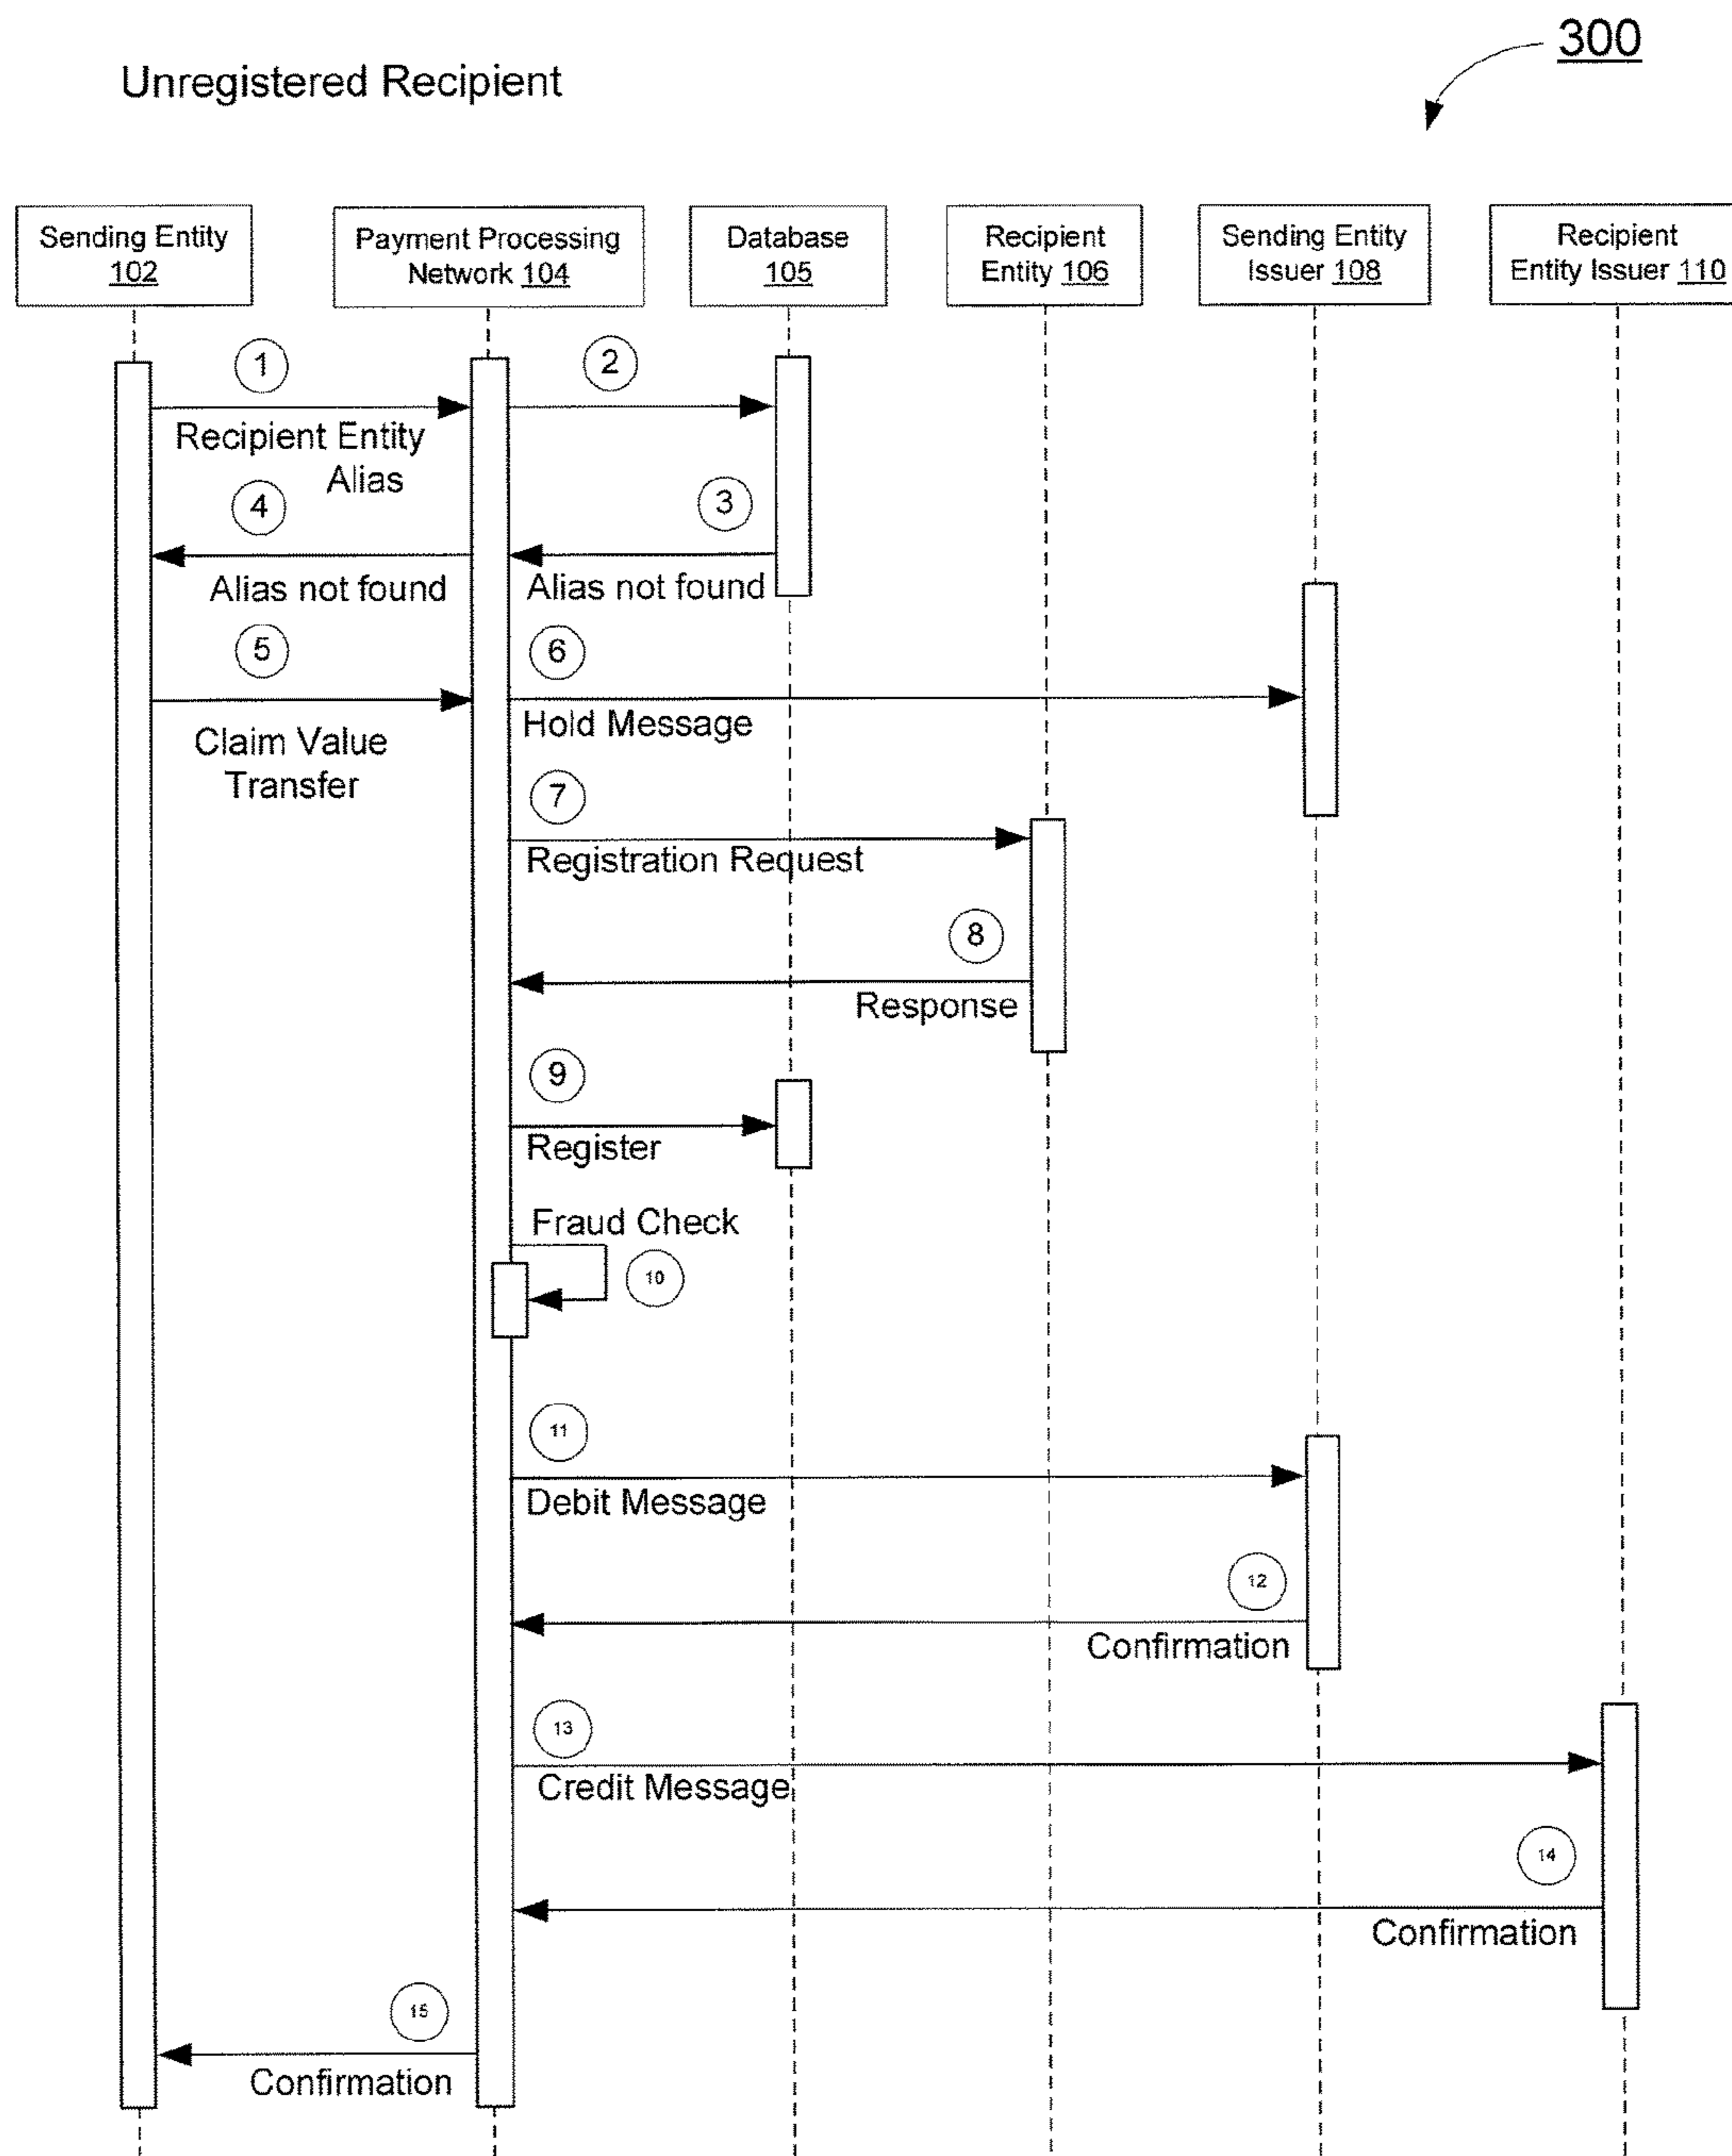 300
Unregistered Recipient
Sending Entity
102
Payment Processing
Network 104
Database
105
Recipient
Entity 106
Sending Entity
Issuer 108
Recipient
Entity Issuer 110
1
2
Recipient Entity
Alias
4
3
Alias not found
Alias not found
5
6
Claim Value
Transfer
Hold Message
7
Registration Request
8
Response
9
Register
Fraud Check
10
11
Debit Message
12
Confirmation
13
Credit Message
14
Confirmation
15
Confirmation